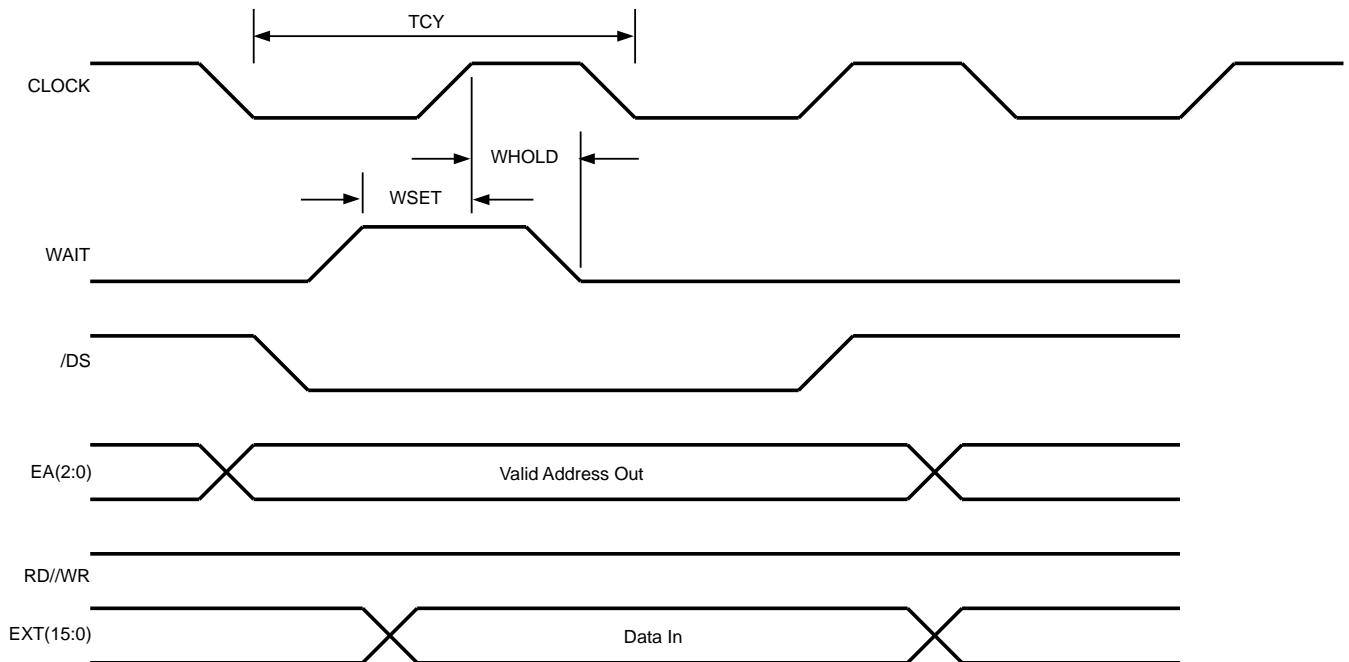 TCY
CLOCK
WHOLD
WSET
WAIT
/DS
EA(2:0)
Valid Address Out
RD//WR
EXT(15:0)
Data In